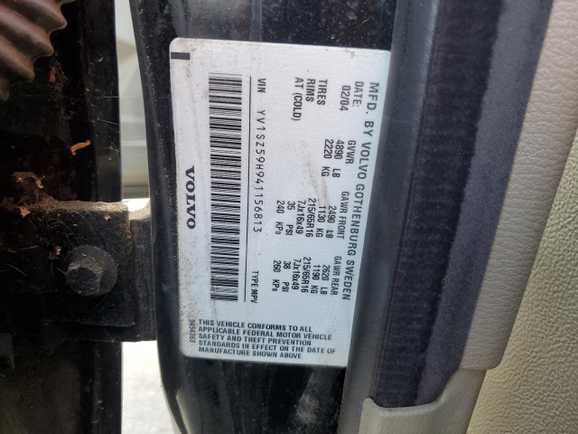 MFD. BY VOLVO GOTHENBURG SWEDEN
DATE: GVWR GAWR FRONT GAWR REAR
02/04 4890 LB 2490 LB 2620 LB
2220 KG 1130 KG 1190 KG
TIRES 215/65R16 215/65R16
RIMS 7Jx16x49 7Jx16x49
AT (COLD) 35 PSI 38 PSI
240 KPa 260 KPa
VIN YV1SZ59H941156813 TYPE:MPV
VOLVO
THIS VEHICLE CONFORMS TO ALL
APPLICABLE FEDERAL MOTOR VEHICLE
SAFETY AND BUMPER
STANDARDS IN EFFECT ON THE DATE OF
MANUFACTURE SHOWN ABOVE.